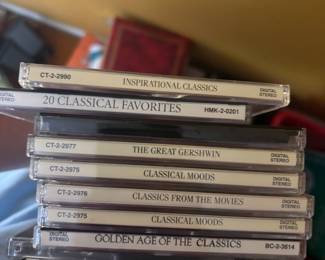 CT-2-2990 INSPIRATIONAL CLASSICS DIGITAL STEREO
DIGITAL STEREO 20 CLASSICAL FAVORITES HMK-2-0201
CT-2-2977 THE GREAT GERSHWIN DIGITAL STEREO
CT-2-2975 CLASSICAL MOODS DIGITAL STEREO
CT-2-2976 CLASSICS FROM THE MOVIES DIGITAL STEREO
CT-2-2975 CLASSICAL MOODS DIGITAL STEREO
DIGITAL STEREO GOLDEN AGE OF THE CLASSICS BC-2-3614